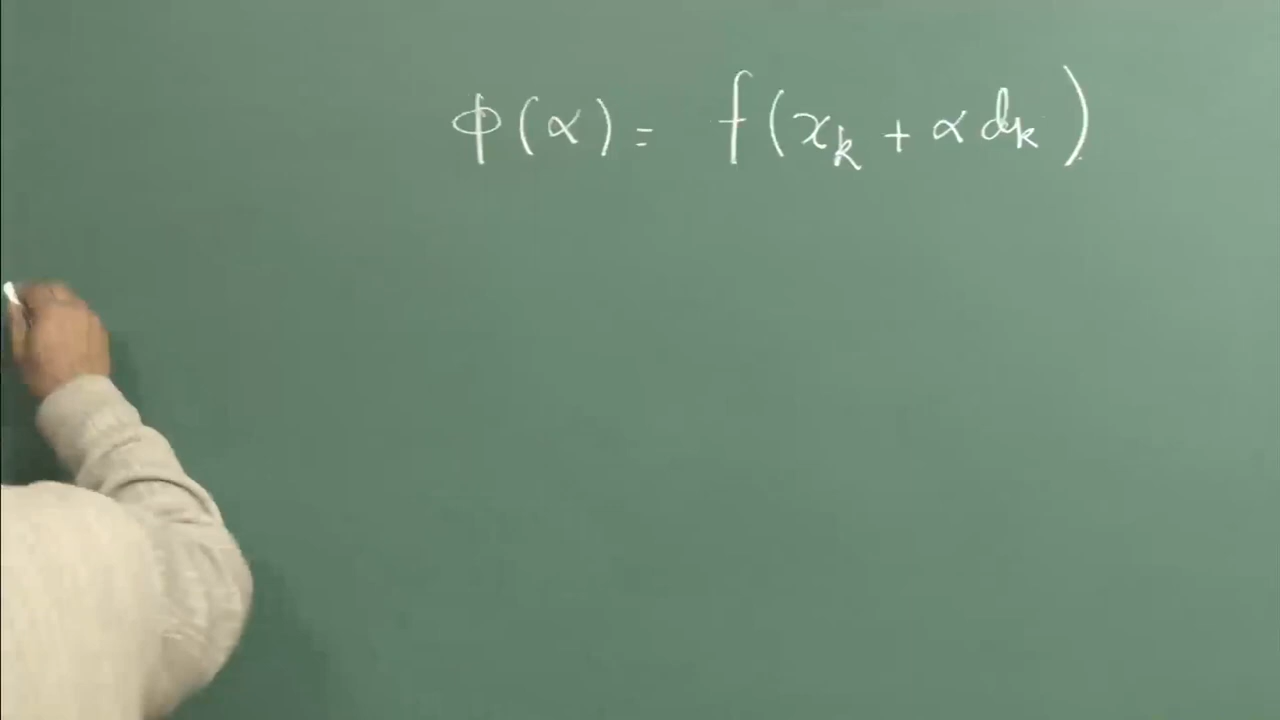 ϕ(α) = f(x_k + αd_k)